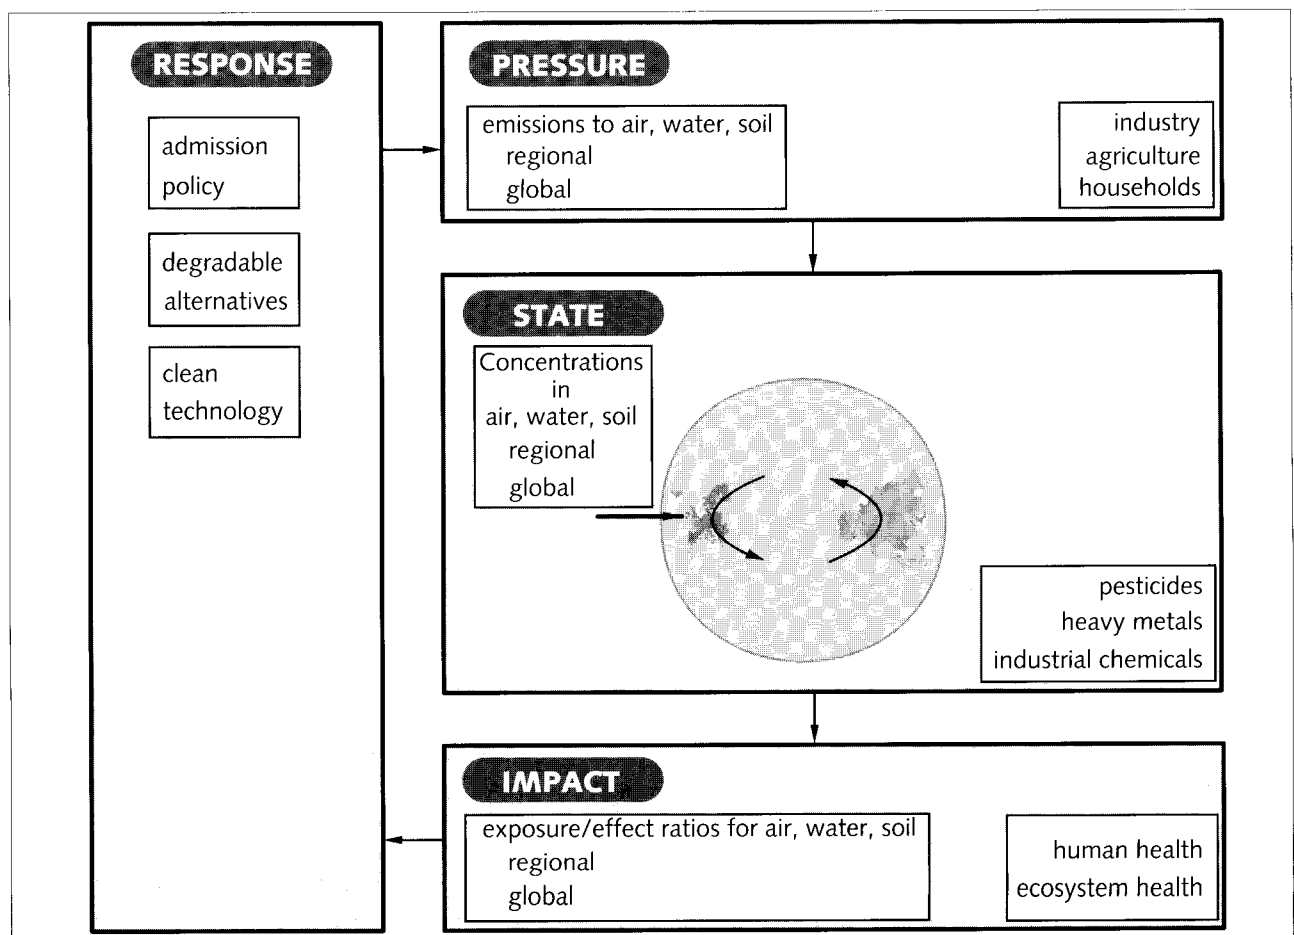 RESPONSE
admission
policy
degradable
alternatives
clean
technology
PRESSURE
emissions to air, water, soil
regional
global
industry
agriculture
households
STATE
Concentrations
in
air, water, soil
regional
global
pesticides
heavy metals
industrial chemicals
IMPACT
exposure/effect ratios for air, water, soil
regional
global
human health
ecosystem health